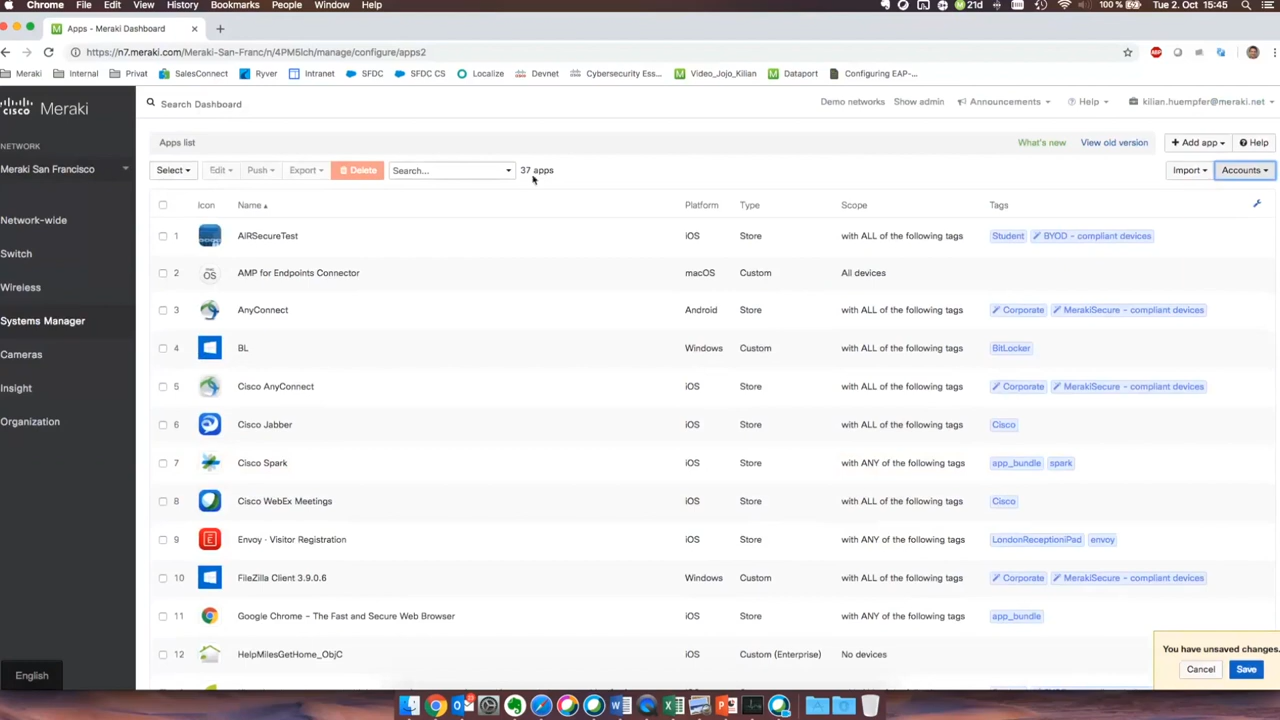 Chrome File Edit View History Bookmarks People Window Help 21d 100 % Tue 2. Oct 15:45
Apps - Meraki Dashboard
https://n7.meraki.com/Meraki-San-Franc/n/4PM5Ich/manage/configure/apps2
Meraki Internal Privat SalesConnect Ryver Intranet SFDC SFDC CS Localize Devnet Cybersecurity Ess... Video_Jojo_Kilian Dataport Configuring EAP-...
cisco Meraki
Search Dashboard
Demo networks Show admin Announcements Help kilian.huempfer@meraki.net
NETWORK
Meraki San Francisco
Network-wide
Switch
Wireless
Systems Manager
Cameras
Insight
Organization
English
Apps list What's new View old version + Add app Help
Select Edit Push Export Delete Search... 37 apps Import Accounts
Icon Name Platform Type Scope Tags
1 AIRSecureTest iOS Store with ALL of the following tags Student BYOD - compliant devices
2 OS AMP for Endpoints Connector macOS Custom All devices
3 AnyConnect Android Store with ALL of the following tags Corporate MerakiSecure - compliant devices
4 BL Windows Custom with ALL of the following tags BitLocker
5 Cisco AnyConnect iOS Store with ALL of the following tags Corporate MerakiSecure - compliant devices
6 Cisco Jabber iOS Store with ALL of the following tags Cisco
7 Cisco Spark iOS Store with ANY of the following tags app_bundle spark
8 Cisco WebEx Meetings iOS Store with ALL of the following tags Cisco
9 Envoy - Visitor Registration iOS Store with ANY of the following tags LondonReceptioniPad envoy
10 FileZilla Client 3.9.0.6 Windows Custom with ALL of the following tags Corporate MerakiSecure - compliant devices
11 Google Chrome – The Fast and Secure Web Browser iOS Store with ANY of the following tags app_bundle
12 HelpMilesGetHome_ObjC iOS Custom (Enterprise) No devices
You have unsaved changes.
Cancel Save